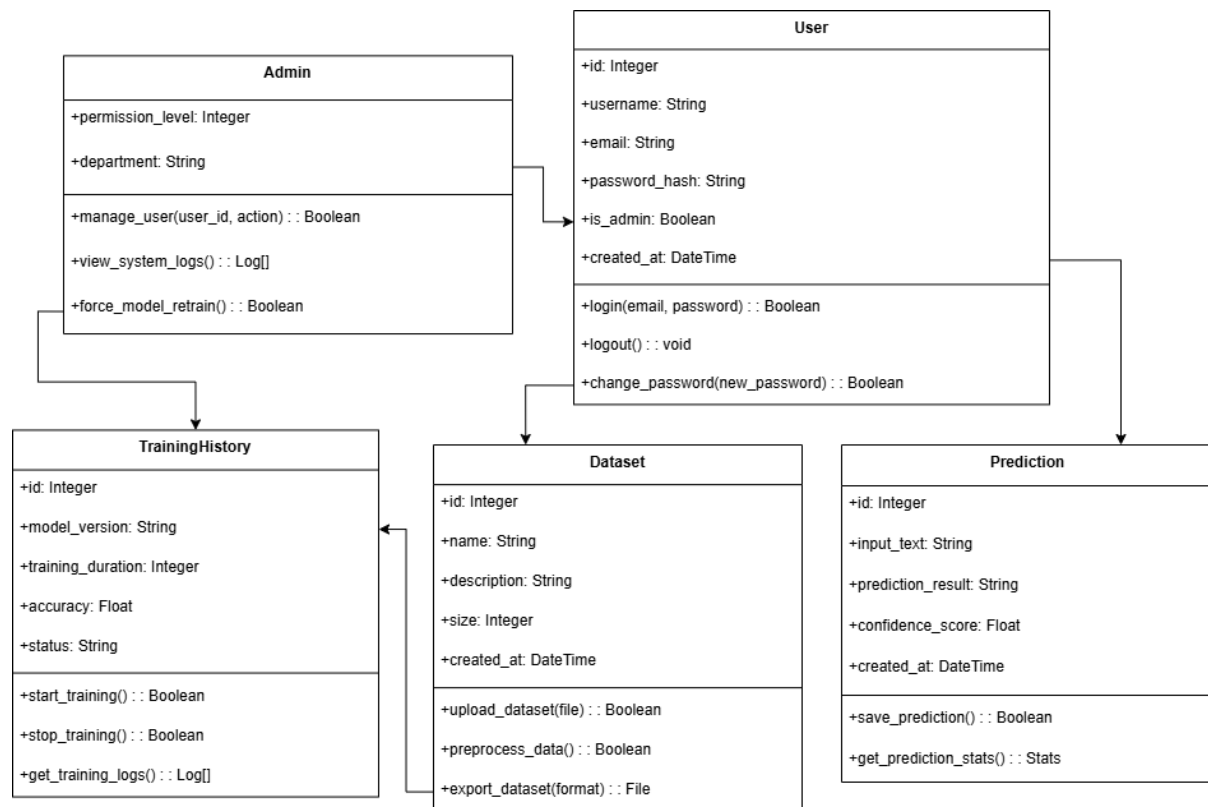 Admin
+permission_level: Integer
+department: String
+manage_user(user_id, action) : : Boolean
+view_system_logs() : : Log[]
+force_model_retrain() : : Boolean
User
+id: Integer
+username: String
+email: String
+password_hash: String
+is_admin: Boolean
+created_at: DateTime
+login(email, password) : : Boolean
+logout() : : void
+change_password(new_password) : : Boolean
TrainingHistory
+id: Integer
+model_version: String
+training_duration: Integer
+accuracy: Float
+status: String
+start_training() : : Boolean
+stop_training() : : Boolean
+get_training_logs() : : Log[]
Dataset
+id: Integer
+name: String
+description: String
+size: Integer
+created_at: DateTime
+upload_dataset(file) : : Boolean
+preprocess_data() : : Boolean
+export_dataset(format) : : File
Prediction
+id: Integer
+input_text: String
+prediction_result: String
+confidence_score: Float
+created_at: DateTime
+save_prediction() : : Boolean
+get_prediction_stats() : : Stats